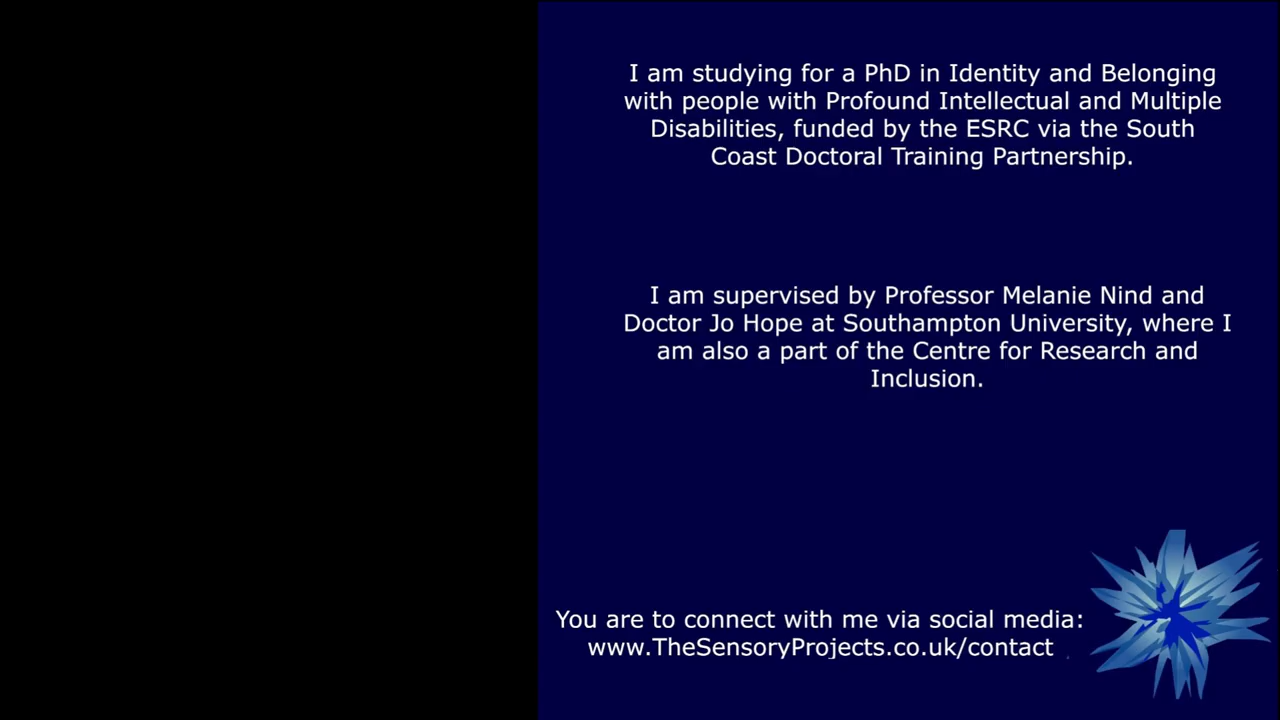 I am studying for a PhD in Identity and Belonging
with people with Profound Intellectual and Multiple
Disabilities, funded by the ESRC via the South
Coast Doctoral Training Partnership.
I am supervised by Professor Melanie Nind and
Doctor Jo Hope at Southampton University, where I
am also a part of the Centre for Research and
Inclusion.
You are to connect with me via social media:
www.TheSensoryProjects.co.uk/contact